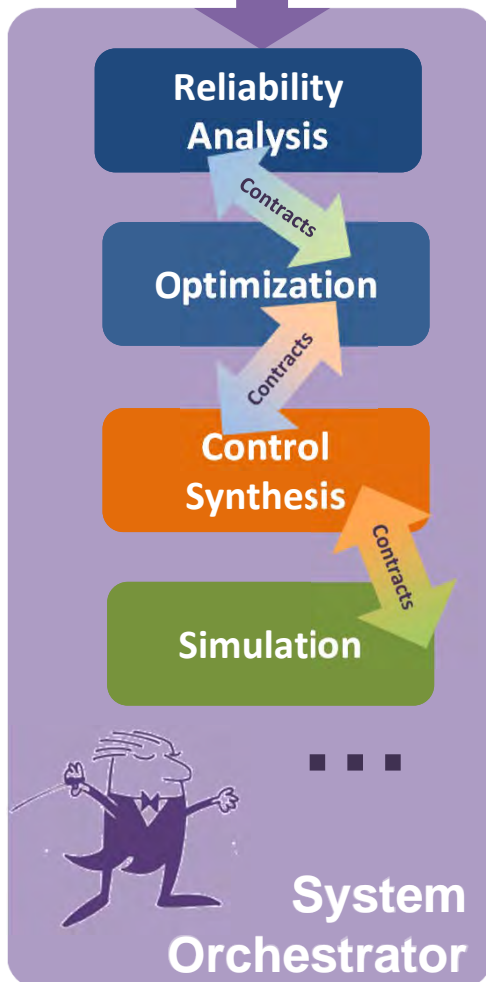 Reliability
Analysis
Contracts
Optimization
Contracts
Control
Synthesis
Contracts
Simulation
...
System
Orchestrator